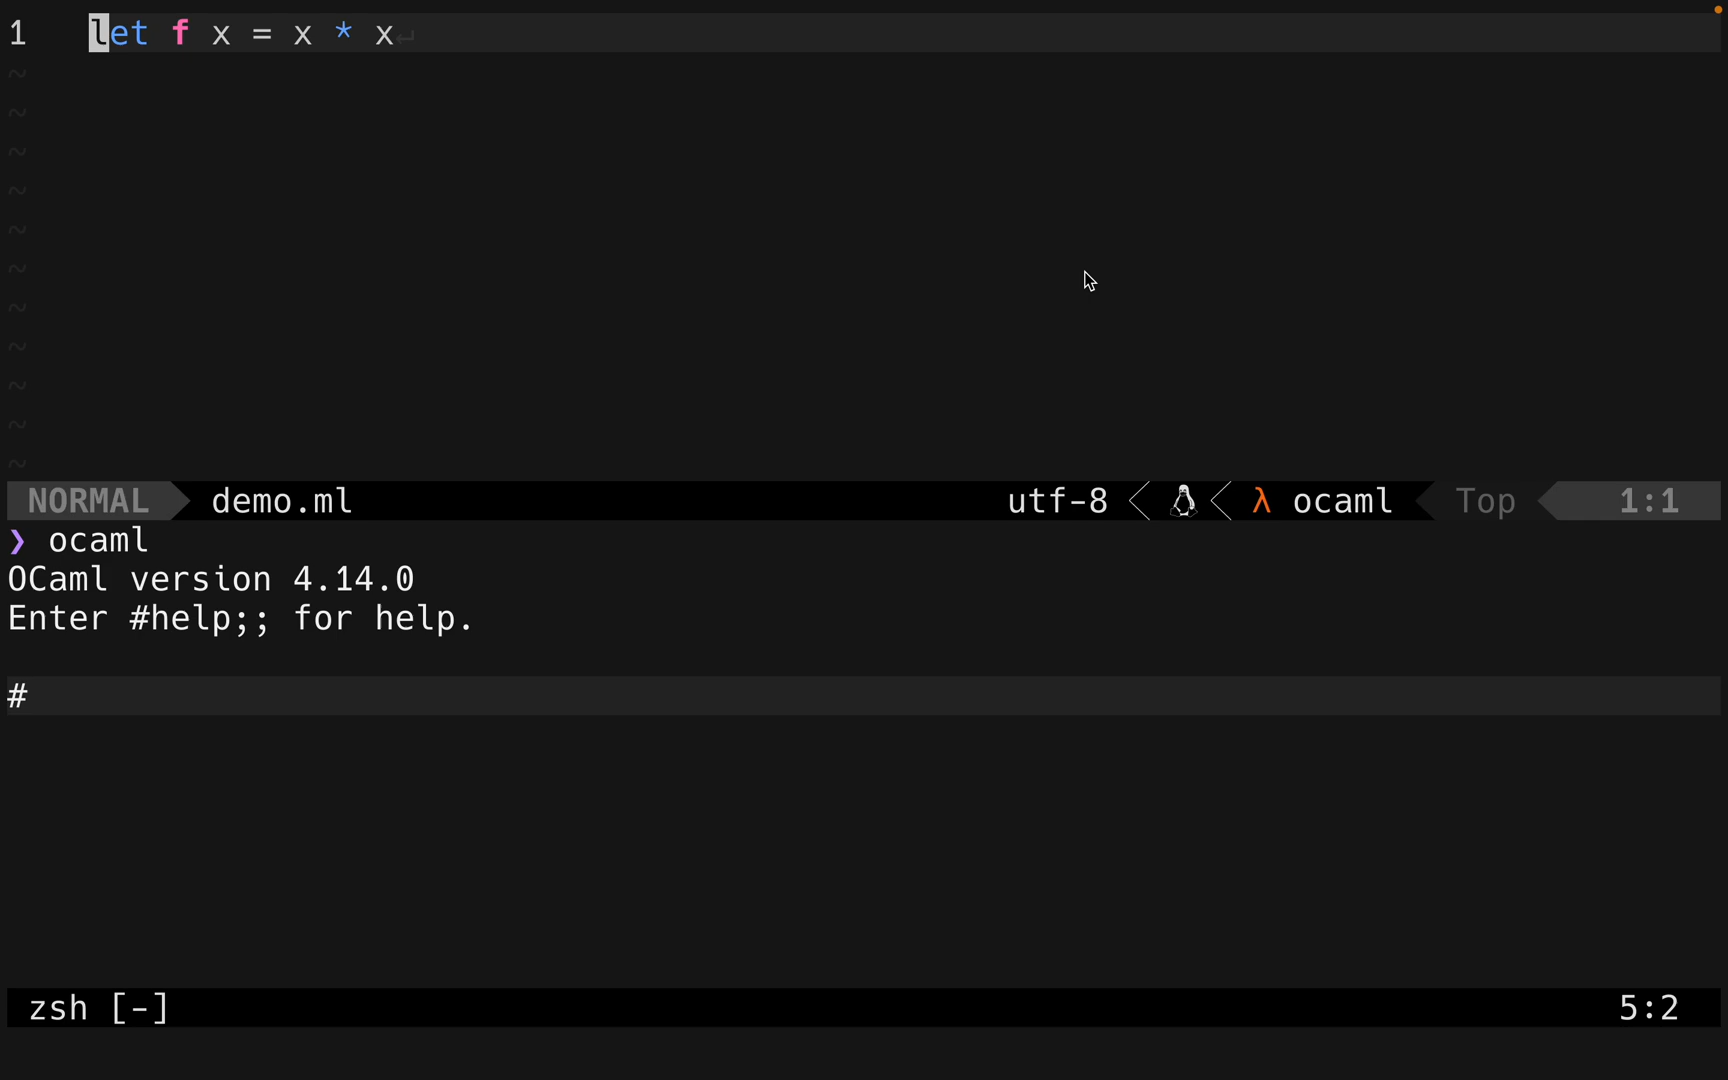 1 let f x = x * x↵
~
~
~
~
~
~
~
~
~
~
~
NORMAL demo.ml utf-8 λ ocaml Top 1:1
❯ ocaml
OCaml version 4.14.0
Enter #help;; for help.
#
zsh [-] 5:2